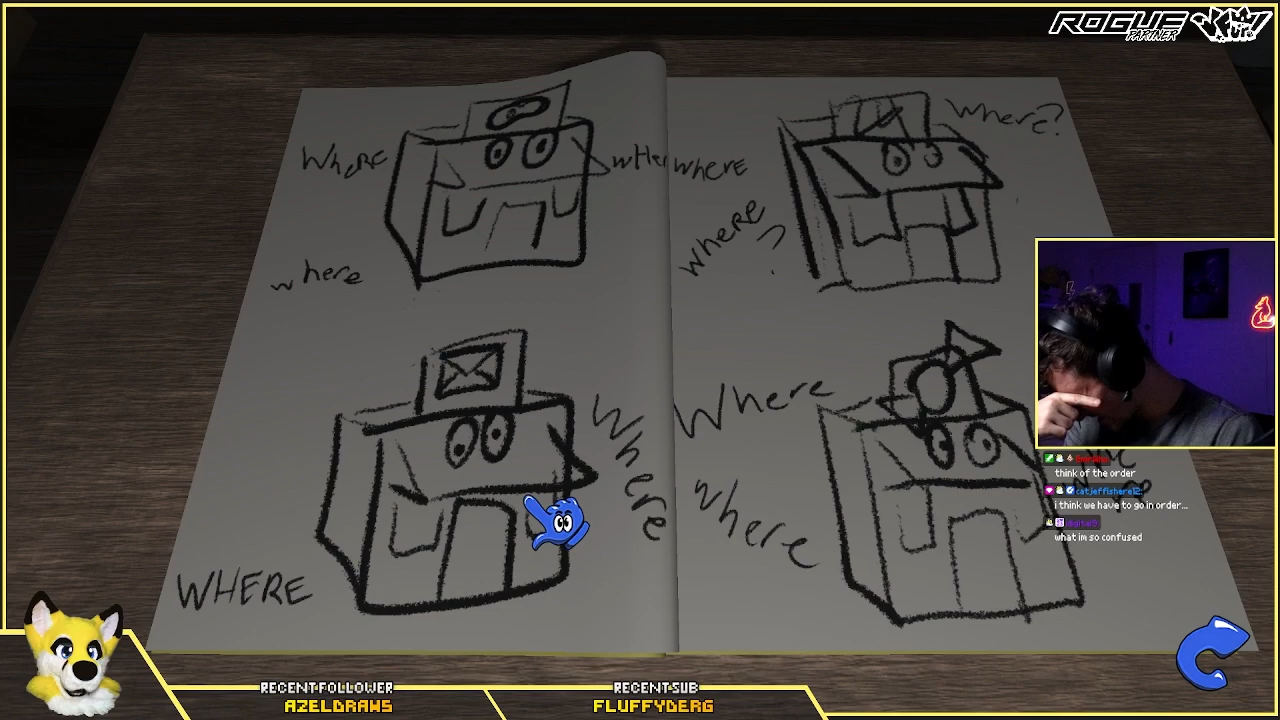 ROGUE
PARTNER
WHERE
where
WHERE
Where
WHERE
Where?
where
?
Where
where
think of the order
catjeffishere12:
i think we have to go in order...
what im so confused
RECENT FOLLOWER
AZELDRAWS
RECENT SUB
FLUFFYDERG